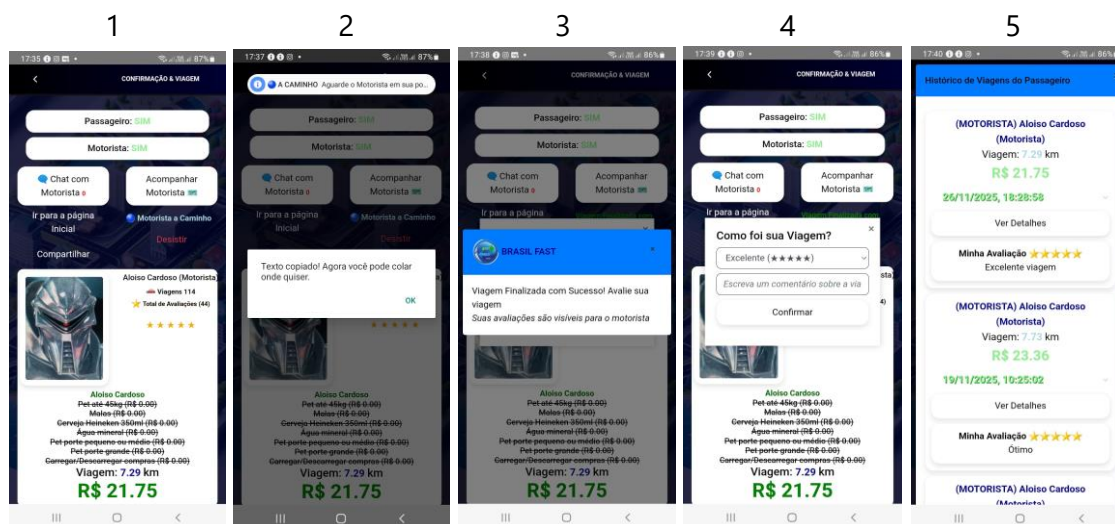 1
2
3
4
5
17:35
87%
CONFIRMAÇÃO & VIAGEM
Passageiro: SIM
Motorista: SIM
Chat com
Motorista 0
Acompanhar
Motorista
Ir para a página
Inicial
Motorista a Caminho
Desistir
Compartilhar
Aloiso Cardoso (Motorista)
Viagens 114
Total de Avaliações (44)
Aloiso Cardoso
Pet até 45kg (R$ 0.00)
Malas (R$ 0.00)
Cerveja Heineken 350ml (R$ 0.00)
Água mineral (R$ 0.00)
Pet porte pequeno ou médio (R$ 0.00)
Pet porte grande (R$ 0.00)
Carregar/Descarregar compras (R$ 0.00)
Viagem: 7.29 km
R$ 21.75
17:37
87%
A CAMINHO Aguarde o Motorista em sua po...
Passageiro: SIM
Motorista: SIM
Chat com
Motorista 0
Acompanhar
Motorista
Ir para a página
Inicial
Motorista a Caminho
Desistir
Texto copiado! Agora você pode colar
onde quiser.
OK
Aloiso Cardoso
Pet até 45kg (R$ 0.00)
Malas (R$ 0.00)
Cerveja Heineken 350ml (R$ 0.00)
Água mineral (R$ 0.00)
Pet porte pequeno ou médio (R$ 0.00)
Pet porte grande (R$ 0.00)
Carregar/Descarregar compras (R$ 0.00)
Viagem: 7.29 km
R$ 21.75
17:38
86%
CONFIRMAÇÃO & VIAGEM
Passageiro: SIM
Motorista: SIM
Chat com
Motorista 0
Acompanhar
Motorista
Ir para a página
×
BRASIL FAST
×
Viagem Finalizada com Sucesso! Avalie sua
viagem
Suas avaliações são visíveis para o motorista
Aloiso Cardoso
Pet até 45kg (R$ 0.00)
Malas (R$ 0.00)
Cerveja Heineken 350ml (R$ 0.00)
Água mineral (R$ 0.00)
Pet porte pequeno ou médio (R$ 0.00)
Pet porte grande (R$ 0.00)
Carregar/Descarregar compras (R$ 0.00)
Viagem: 7.29 km
R$ 21.75
17:39
86%
CONFIRMAÇÃO & VIAGEM
Passageiro: SIM
Motorista: SIM
Chat com
Motorista 0
Acompanhar
Motorista
Ir para a página
×
Como foi sua Viagem?
Excelente (★★★★★)
Escreva um comentário sobre a via
Confirmar
Aloiso Cardoso
Pet até 45kg (R$ 0.00)
Malas (R$ 0.00)
Cerveja Heineken 350ml (R$ 0.00)
Água mineral (R$ 0.00)
Pet porte pequeno ou médio (R$ 0.00)
Pet porte grande (R$ 0.00)
Carregar/Descarregar compras (R$ 0.00)
Viagem: 7.29 km
R$ 21.75
17:40
86%
Histórico de Viagens do Passageiro
(MOTORISTA) Aloiso Cardoso
(Motorista)
Viagem: 7.29 km
R$ 21.75
26/11/2025, 18:28:58
Ver Detalhes
Minha Avaliação ⭐⭐⭐⭐⭐
Excelente viagem
(MOTORISTA) Aloiso Cardoso
(Motorista)
Viagem: 7.73 km
R$ 23.36
19/11/2025, 10:25:02
Ver Detalhes
Minha Avaliação ⭐⭐⭐⭐⭐
Ótimo
(MOTORISTA) Aloiso Cardoso
(Motorista)